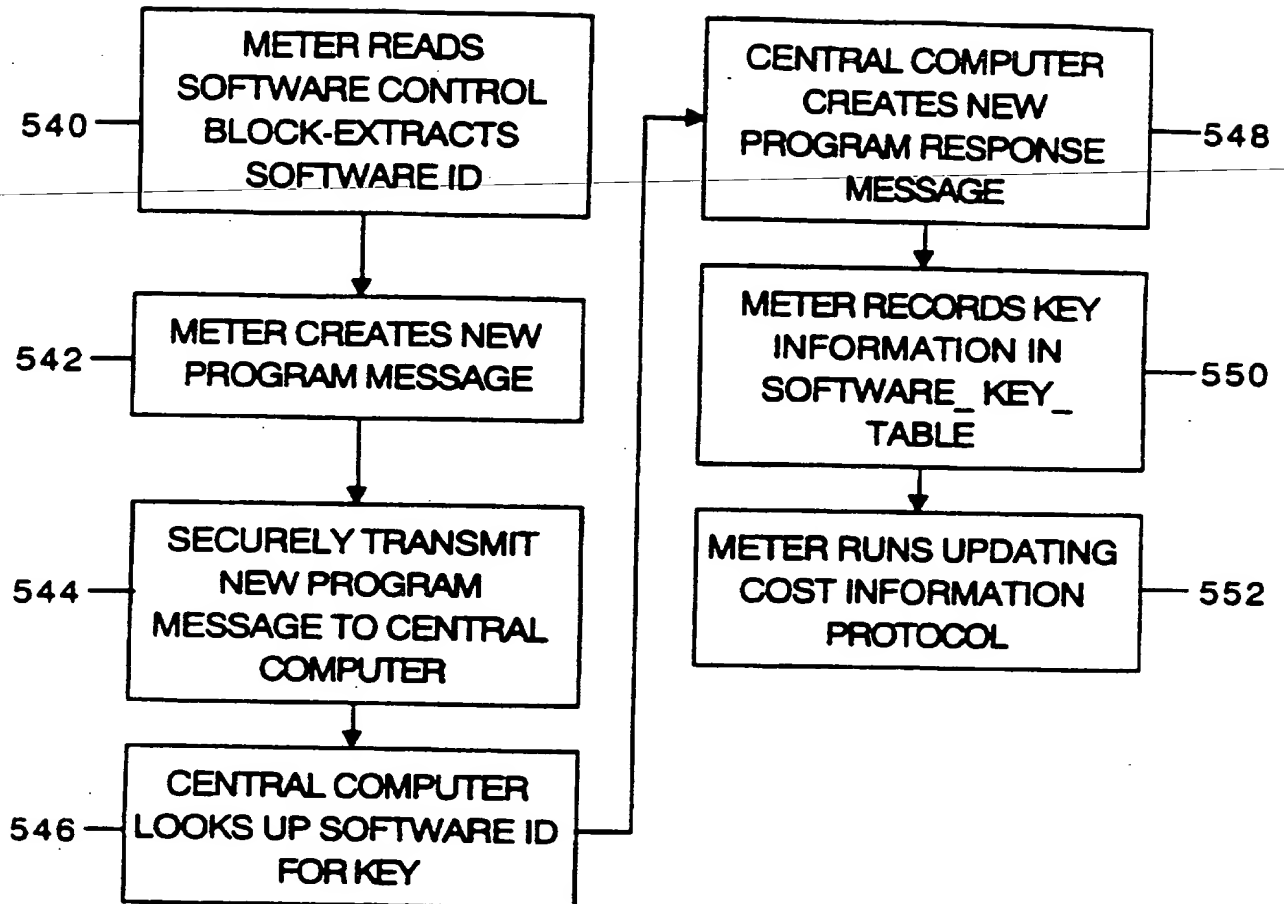 METER READS
SOFTWARE CONTROL
BLOCK-EXTRACTS
SOFTWARE ID
540
METER CREATES NEW
PROGRAM MESSAGE
542
SECURELY TRANSMIT
NEW PROGRAM
MESSAGE TO CENTRAL
COMPUTER
544
CENTRAL COMPUTER
LOOKS UP SOFTWARE ID
FOR KEY
546
CENTRAL COMPUTER
CREATES NEW
PROGRAM RESPONSE
MESSAGE
548
METER RECORDS KEY
INFORMATION IN
SOFTWARE_ KEY_
TABLE
550
METER RUNS UPDATING
COST INFORMATION
PROTOCOL
552